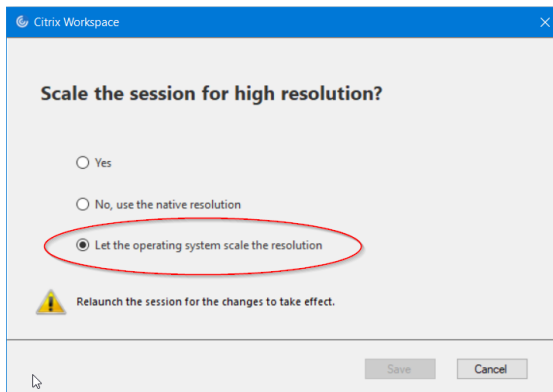 Citrix Workspace
Scale the session for high resolution?
Yes
No, use the native resolution
Let the operating system scale the resolution
Relaunch the session for the changes to take effect.
Save Cancel